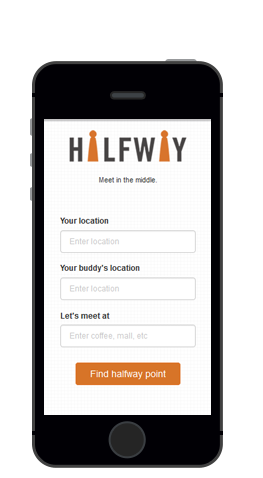 HALFWAY
Meet in the middle.
Your location
Enter location
Your buddy's location
Enter location
Let's meet at
Enter coffee, mall, etc
Find halfway point